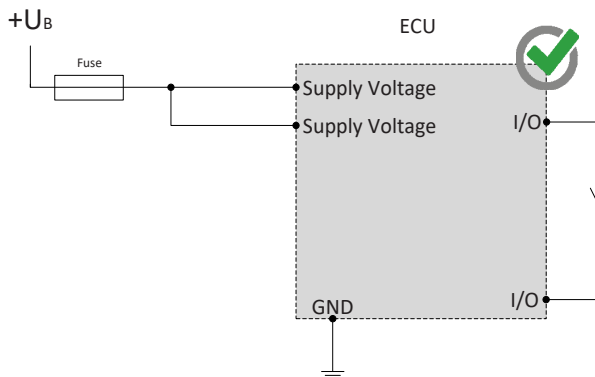 +UB
ECU
Fuse
Supply Voltage
Supply Voltage
I/O
I/O
GND